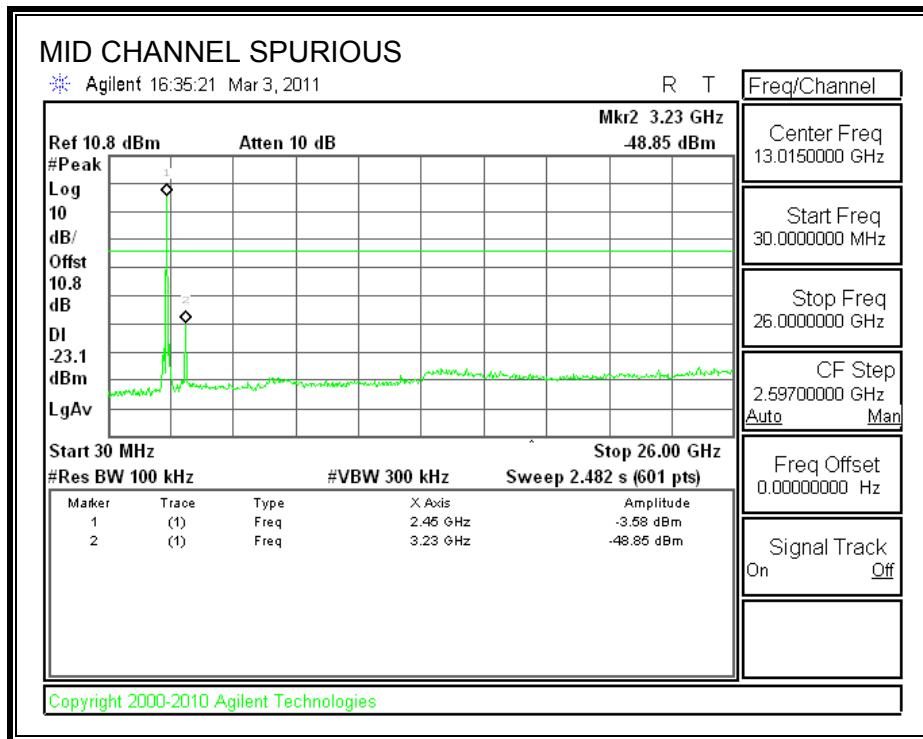 MID CHANNEL SPURIOUS
Agilent 16:35:21 Mar 3, 2011 R T
Mkr2 3.23 GHz
Ref 10.8 dBm Atten 10 dB -48.85 dBm
#Peak
Log
10
dB/
Offst
10.8
dB
DI
-23.1
dBm
LgAv
1
2
Start 30 MHz Stop 26.00 GHz
#Res BW 100 kHz #VBW 300 kHz Sweep 2.482 s (601 pts)
Marker Trace Type X Axis Amplitude
1 (1) Freq 2.45 GHz -3.58 dBm
2 (1) Freq 3.23 GHz -48.85 dBm
Freq/Channel
Center Freq
13.0150000 GHz
Start Freq
30.0000000 MHz
Stop Freq
26.0000000 GHz
CF Step
2.59700000 GHz
Auto Man
Freq Offset
0.00000000 Hz
Signal Track
On Off
Copyright 2000-2010 Agilent Technologies